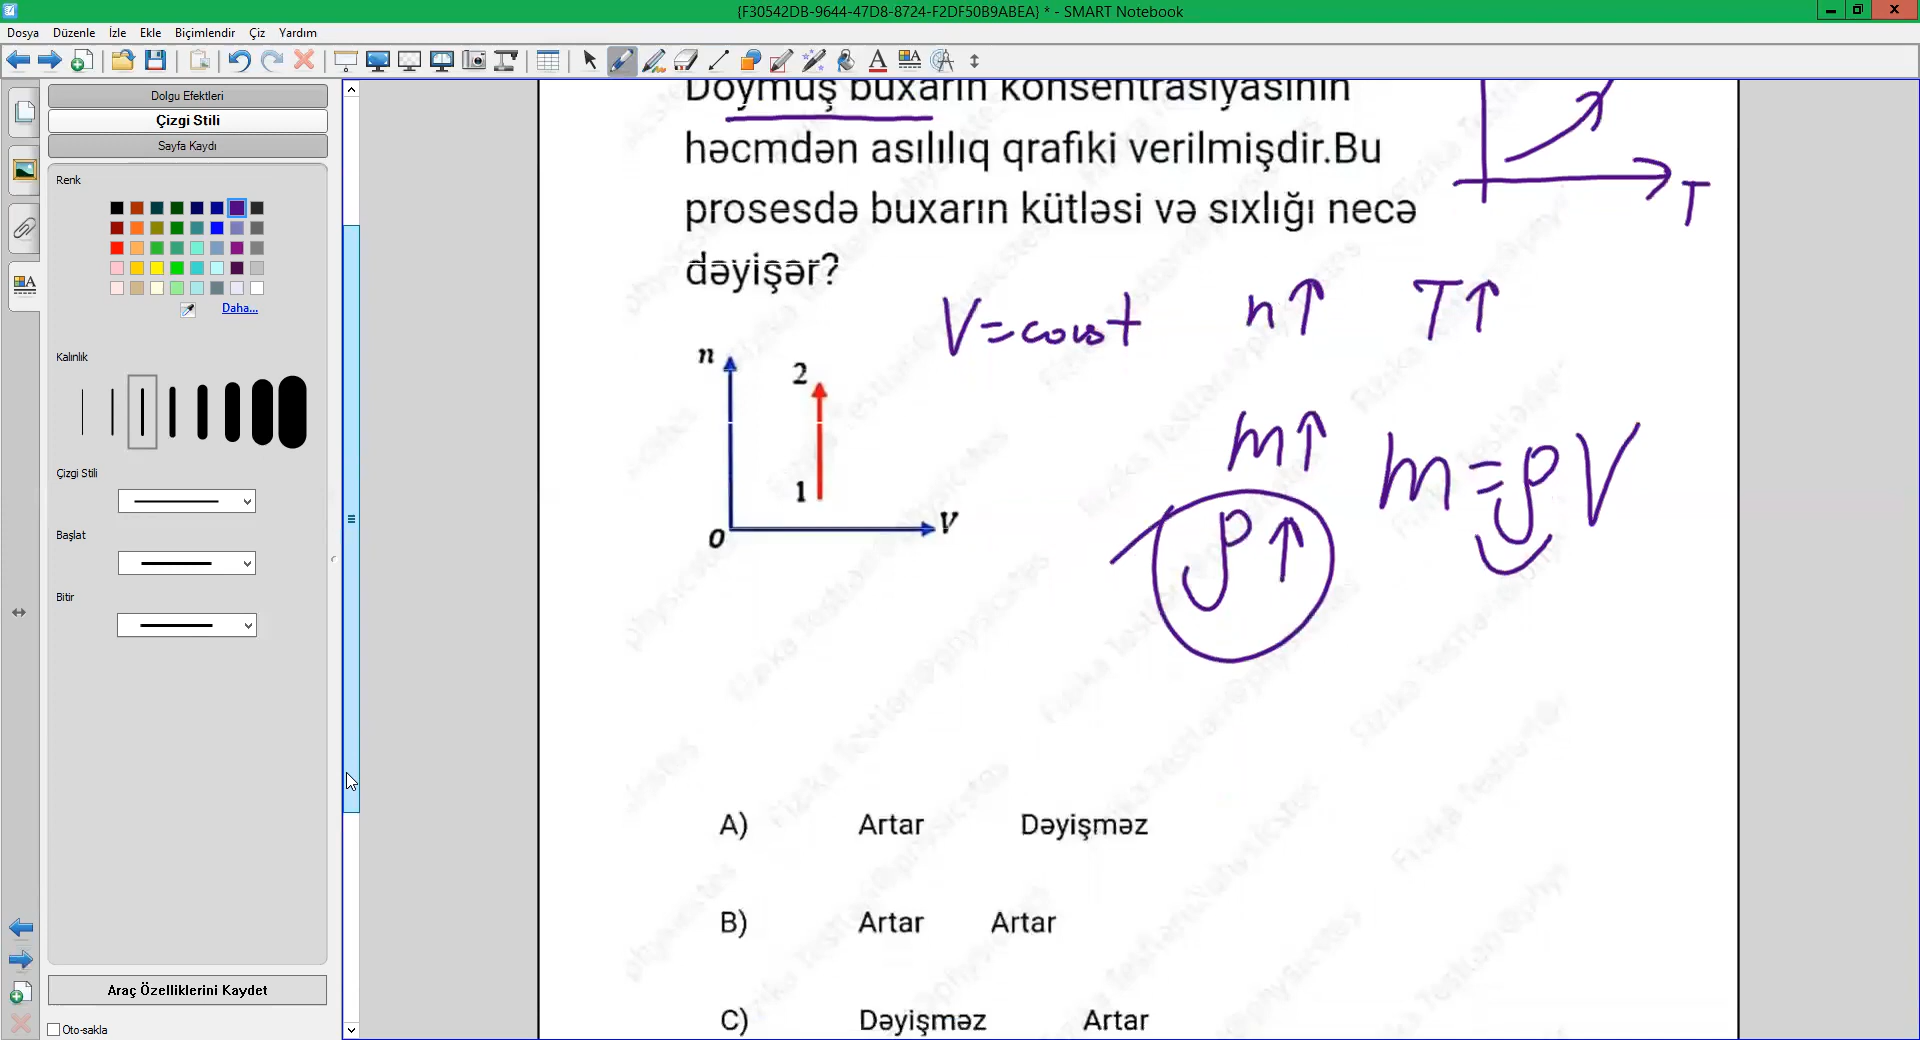 {F30542DB-9644-47D8-8724-F2DF50B9ABEA} * - SMART Notebook
Dosya Düzenle İzle Ekle Biçimlendir Çiz Yardım
Dolgu Efektleri
Çizgi Stili
Sayfa Kaydı
Renk
Daha...
Kalınlık
Çizgi Stili
Başlat
Bitir
Araç Özelliklerini Kaydet
Oto-sakla
Doymuş buxarın konsentrasiyasının
həcmdən asılılıq qrafiki verilmişdir.Bu
prosesdə buxarın kütləsi və sıxlığı necə
dəyişər?
T
V=const n↑ T↑
n
2
1
0
V
m↑ m=ρV
ρ↑
A) Artar Dəyişməz
B) Artar Artar
C) Dəyişməz Artar